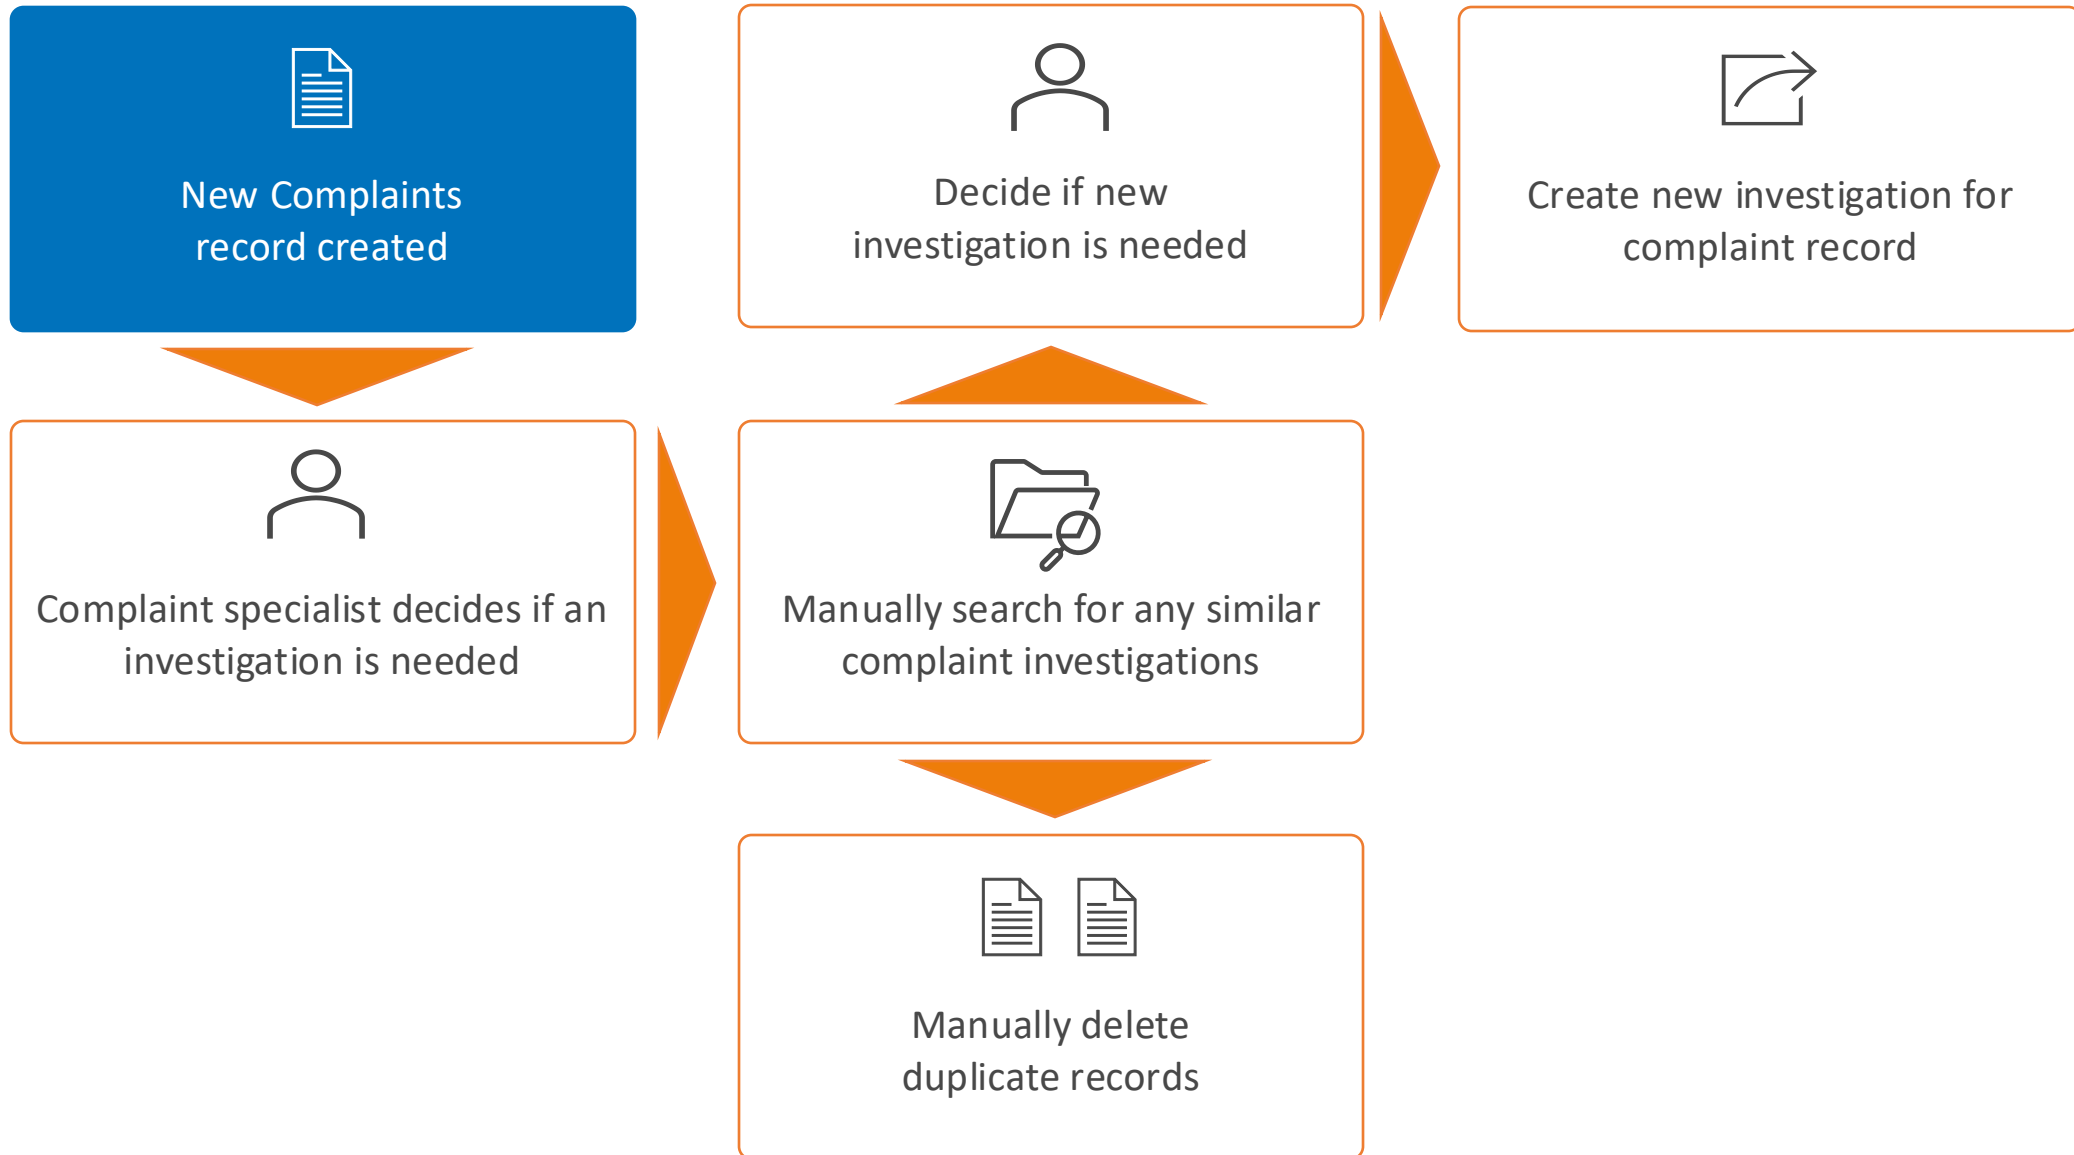 New Complaints
record created
Complaint specialist decides if an
investigation is needed
Manually search for any similar
complaint investigations
Decide if new
investigation is needed
Create new investigation for
complaint record
Manually delete
duplicate records